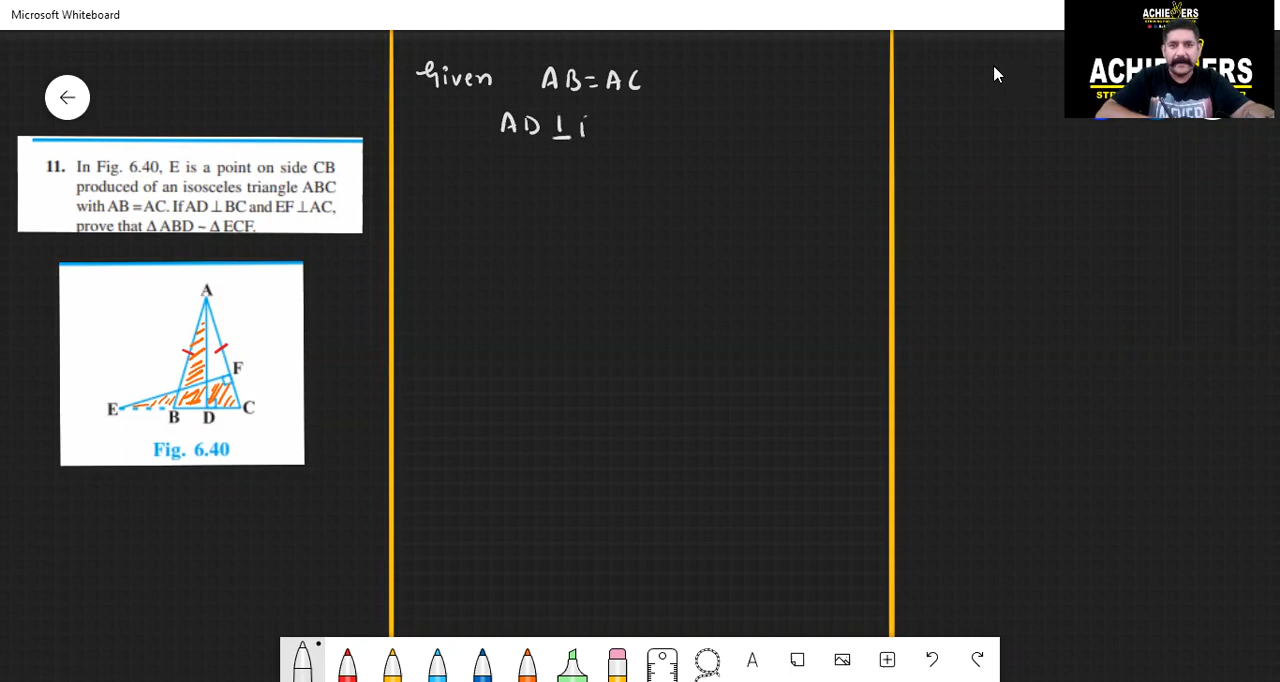 Microsoft Whiteboard
ACHIEVERS
ACHIE ERS
Given AB = AC
AD ⊥
11. In Fig. 6.40, E is a point on side CB
produced of an isosceles triangle ABC
with AB = AC. If AD ⊥ BC and EF ⊥ AC,
prove that Δ ABD ~ Δ ECF.
A
F
E B D C
Fig. 6.40
A